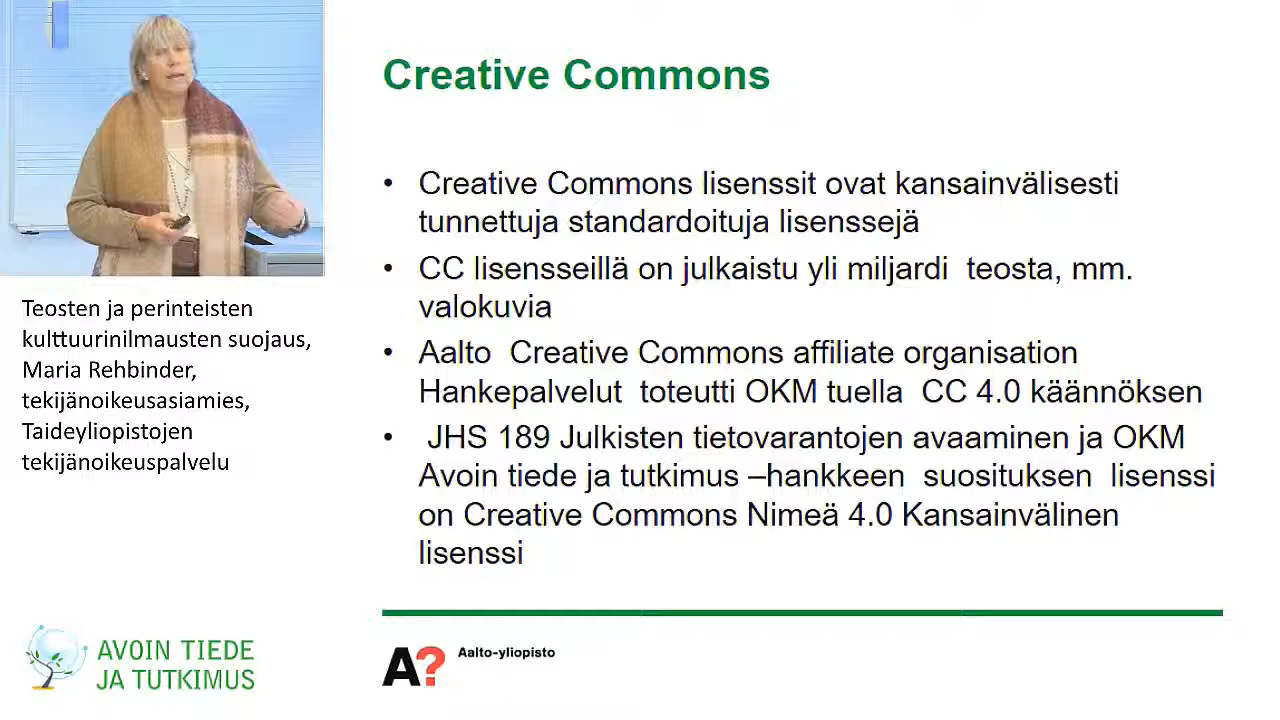 Creative Commons
• Creative Commons lisenssit ovat kansainvälisesti
tunnettuja standardoituja lisenssejä
• CC lisensseillä on julkaistu yli miljardi teosta, mm.
valokuvia
• Aalto Creative Commons affiliate organisation
Hankepalvelut toteutti OKM tuella CC 4.0 käännöksen
• JHS 189 Julkisten tietovarantojen avaaminen ja OKM
Avoin tiede ja tutkimus –hankkeen suosituksen lisenssi
on Creative Commons Nimeä 4.0 Kansainvälinen
lisenssi
Teosten ja perinteisten
kulttuurinilmausten suojaus,
Maria Rehbinder,
tekijänoikeusasiamies,
Taideyliopistojen
tekijänoikeuspalvelu
AVOIN TIEDE
JA TUTKIMUS
A?
Aalto-yliopisto